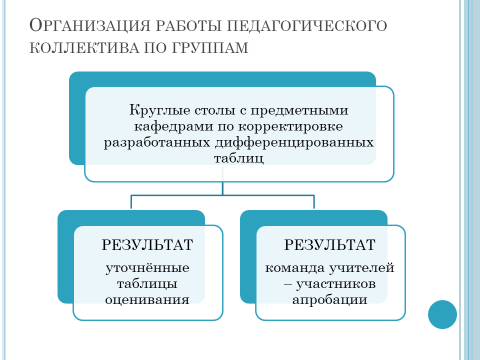 Организация работы педагогического
коллектива по группам
Круглые столы с предметными
кафедрами по корректировке
разработанных дифференцированных
таблиц
РЕЗУЛЬТАТ
уточнённые
таблицы
оценивания
РЕЗУЛЬТАТ
команда учителей
– участников
апробации